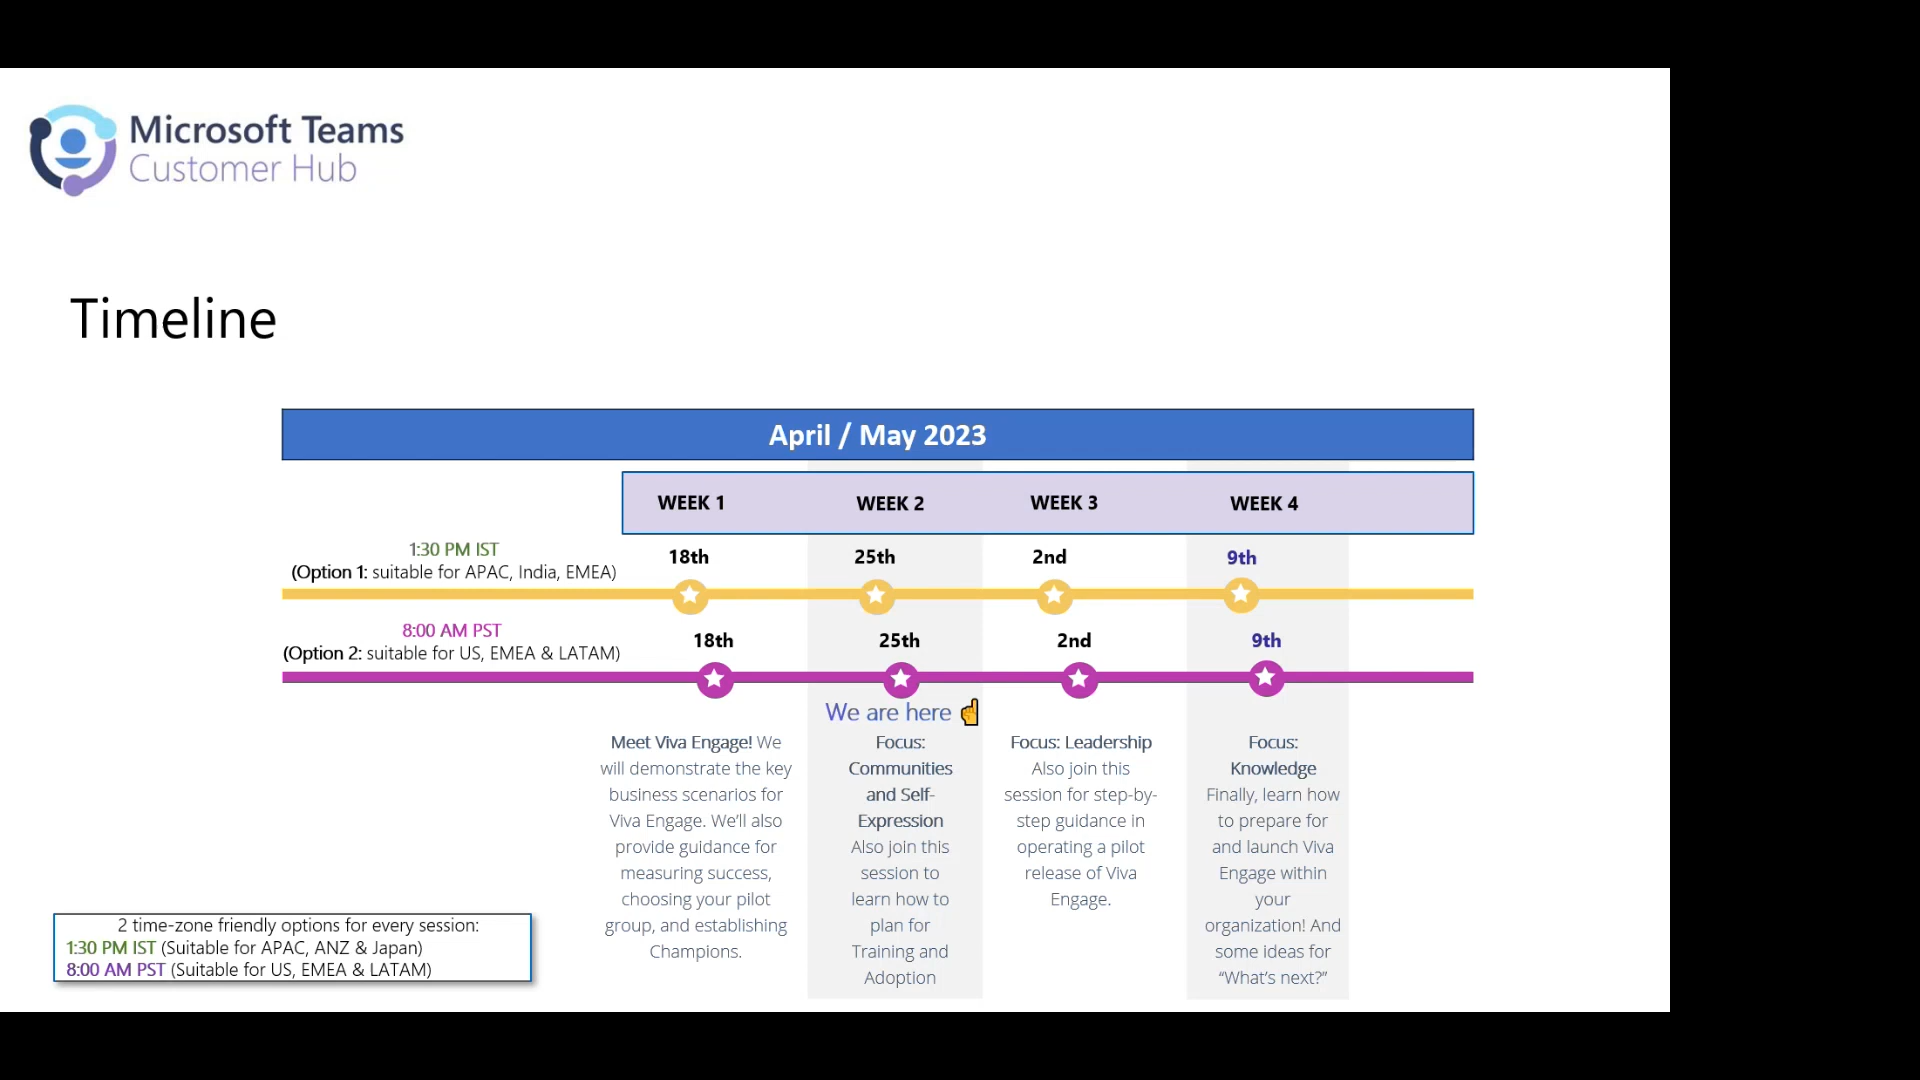 Microsoft Teams
Customer Hub
Timeline
April / May 2023
WEEK 1 WEEK 2 WEEK 3 WEEK 4
1:30 PM IST
(Option 1: suitable for APAC, India, EMEA)
18th 25th 2nd 9th
8:00 AM PST
(Option 2: suitable for US, EMEA & LATAM)
18th 25th 2nd 9th
We are here
Meet Viva Engage! We
will demonstrate the key
business scenarios for
Viva Engage. We’ll also
provide guidance for
measuring success,
choosing your pilot
group, and establishing
Champions.
Focus:
Communities
and Self-
Expression
Also join this
session to
learn how to
plan for
Training and
Adoption
Focus: Leadership
Also join this
session for step-by-
step guidance in
operating a pilot
release of Viva
Engage.
Focus:
Knowledge
Finally, learn how
to prepare for
and launch Viva
Engage within
your
organization! And
some ideas for
“What’s next?”
2 time-zone friendly options for every session:
1:30 PM IST (Suitable for APAC, ANZ & Japan)
8:00 AM PST (Suitable for US, EMEA & LATAM)